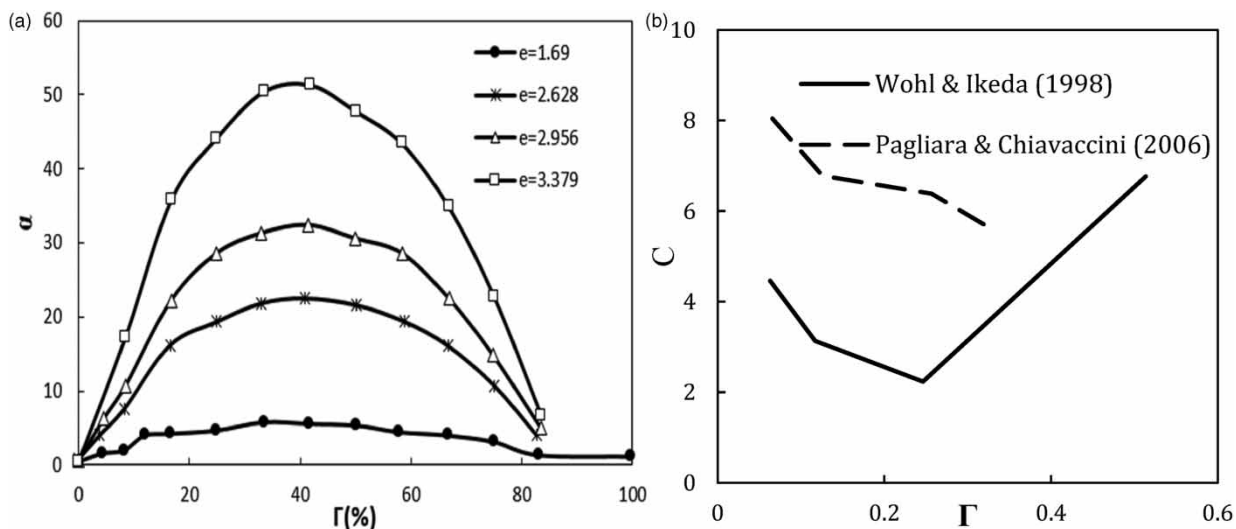 (a)
60
50
40
30
20
10
0
α
e=1.69
e=2.628
e=2.956
e=3.379
0 20 40 60 80 100
Γ(%)
(b)
10
8
6
4
2
0
C
Wohl & Ikeda (1998)
Pagliara & Chiavaccini (2006)
0 0.2 0.4 0.6
Γ